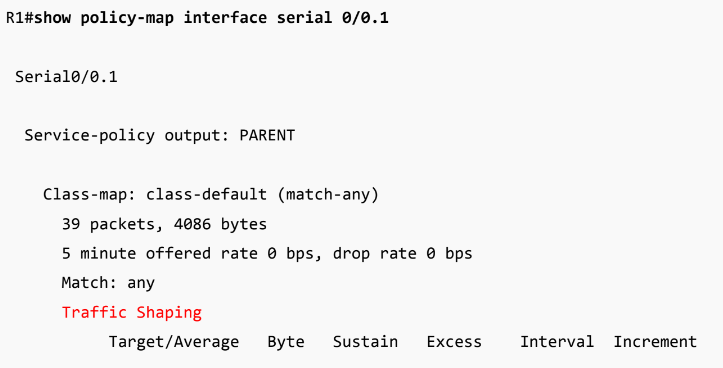 R1#show policy-map interface serial 0/0.1
Serial0/0.1
Service-policy output: PARENT
Class-map: class-default (match-any)
39 packets, 4086 bytes
5 minute offered rate 0 bps, drop rate 0 bps
Match: any
Traffic Shaping
Target/Average Byte Sustain Excess Interval Increment